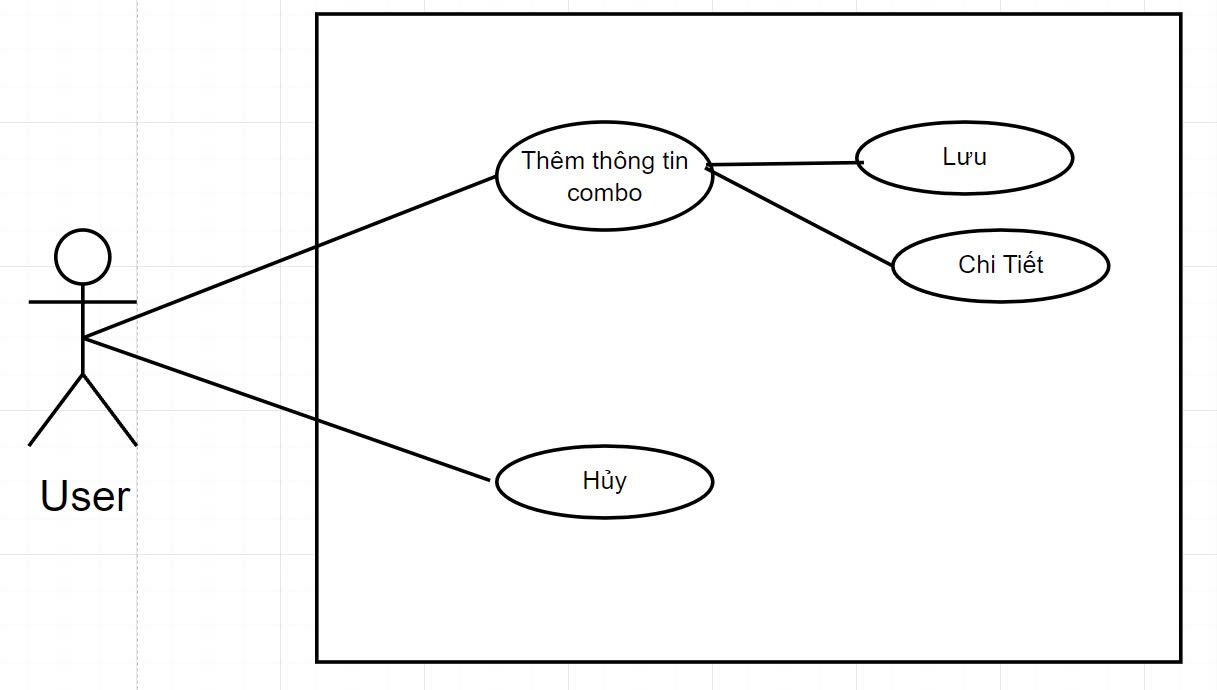 Thêm thông tin
combo
Lưu
Chi Tiết
Hủy
User